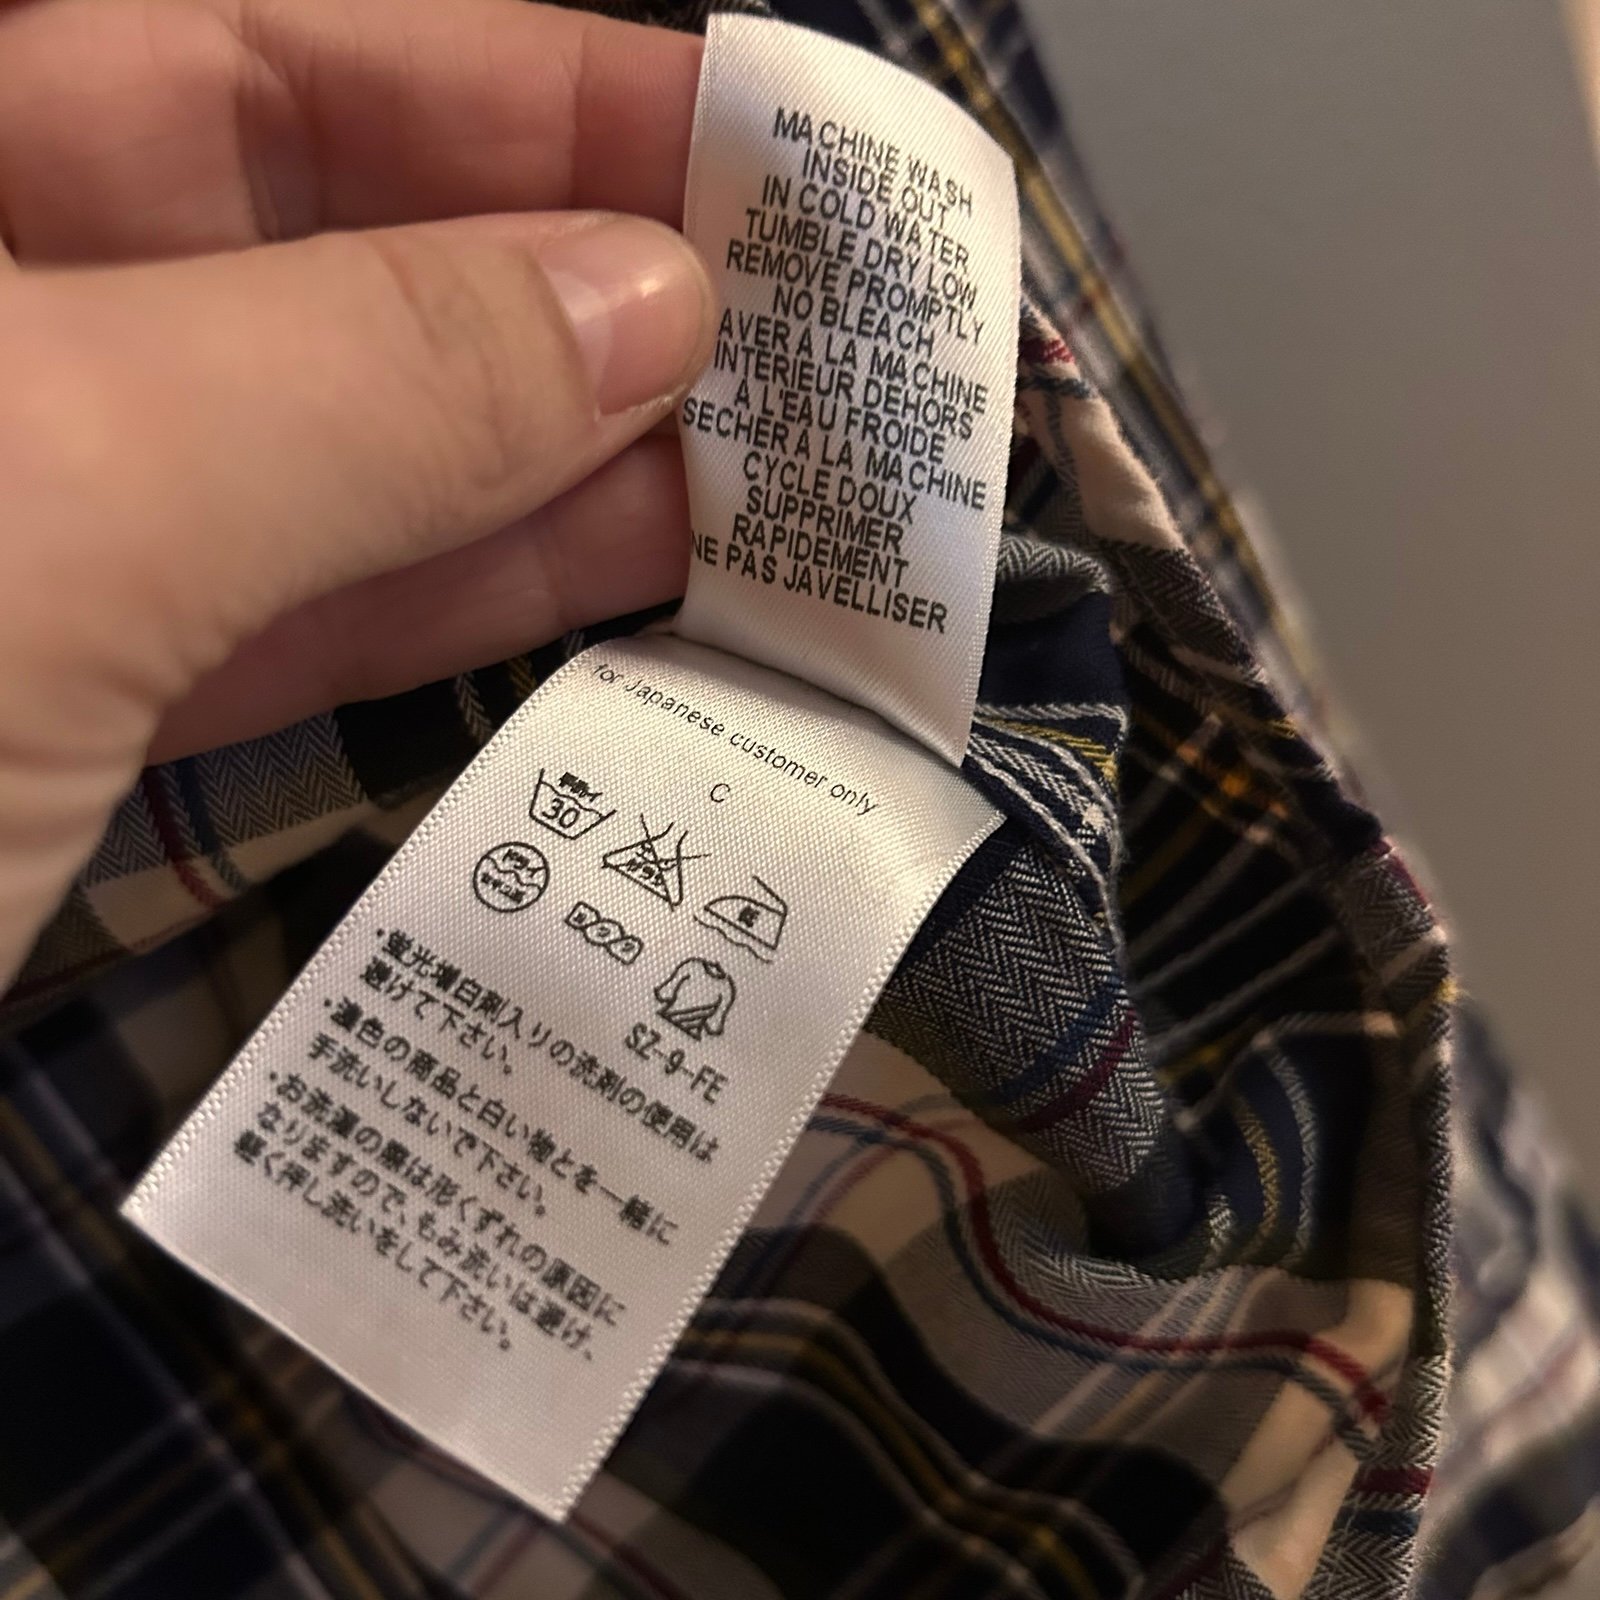 MACHINE WASH
INSIDE OUT
IN COLD WATER
TUMBLE DRY LOW
REMOVE PROMPTLY
NO BLEACH
AVER À LA MACHINE
INTERIEUR DEHORS
À L'EAU FROIDE
SECHER À LA MACHINE
CYCLE DOUX
SUPPRIMER
RAPIDEMENT
NE PAS JAVELLISER
for Japanese customer only
C
30
ドライ
SZ-9-FE
・蛍光増白剤入りの洗剤の使用は
避けて下さい。
・濃色の商品と白い物とを一緒に
手洗いしないで下さい。
・お洗濯の際は形くずれの原因に
なりますので、もみ洗いは避け、
軽く押し洗いをして下さい。